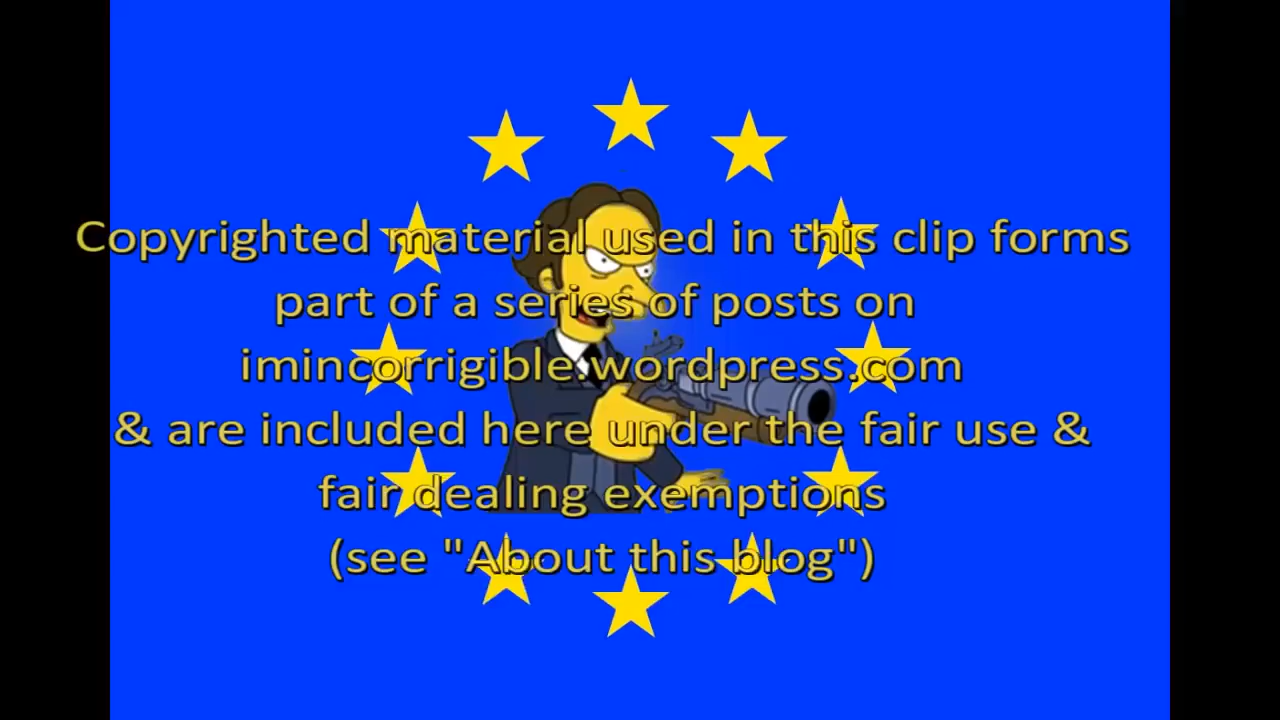 Copyrighted material used in this clip forms
part of a series of posts on
imincorrigible.wordpress.com
& are included here under the fair use &
fair dealing exemptions
(see "About this blog")